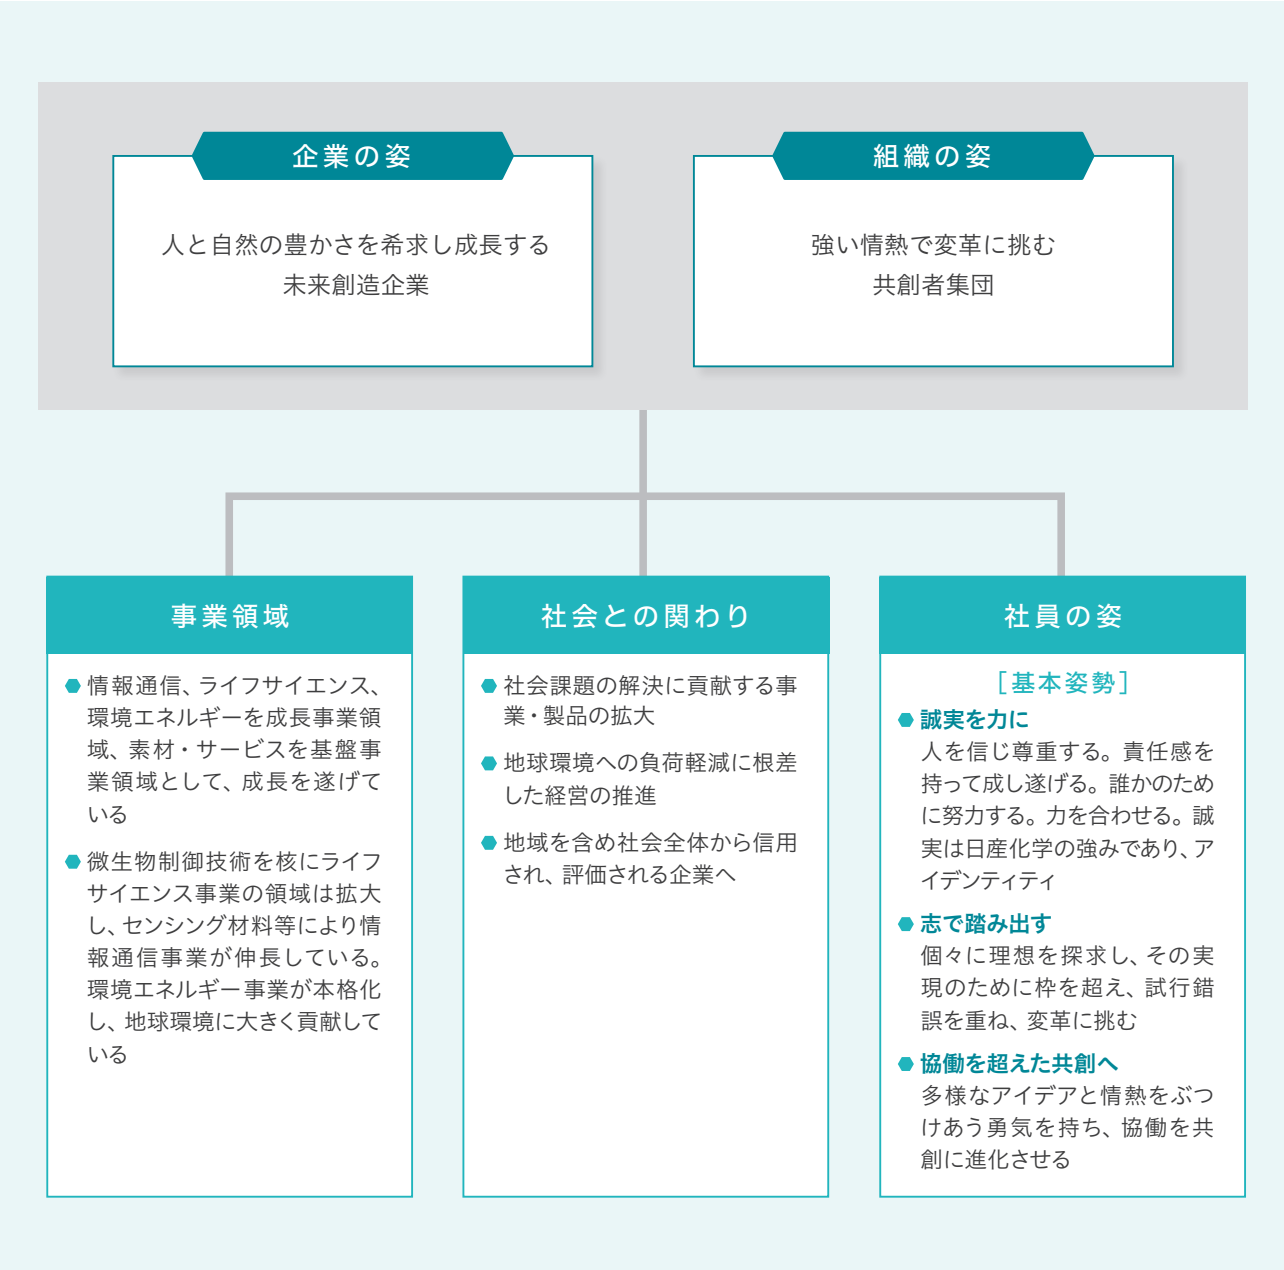 企業の姿
人と自然の豊かさを希求し成長する
未来創造企業
組織の姿
強い情熱で変革に挑む
共創者集団
事業領域
情報通信、ライフサイエンス、
環境エネルギーを成長事業領
域、素材・サービスを基盤事
業領域として、成長を遂げて
いる
微生物制御技術を核にライフ
サイエンス事業の領域は拡大
し、センシング材料等により情
報通信事業が伸長している。
環境エネルギー事業が本格化
し、地球環境に大きく貢献して
いる
社会との関わり
社会課題の解決に貢献する事
業・製品の拡大
地球環境への負荷軽減に根差
した経営の推進
地域を含め社会全体から信用
され、評価される企業へ
社員の姿
［基本姿勢］
誠実を力に
人を信じ尊重する。責任感を
持って成し遂げる。誰かのため
に努力する。力を合わせる。誠
実は日産化学の強みであり、ア
イデンティティ
志で踏み出す
個々に理想を探求し、その実
現のために枠を超え、試行錯
誤を重ね、変革に挑む
協働を超えた共創へ
多様なアイデアと情熱をぶつ
けあう勇気を持ち、協働を共
創に進化させる